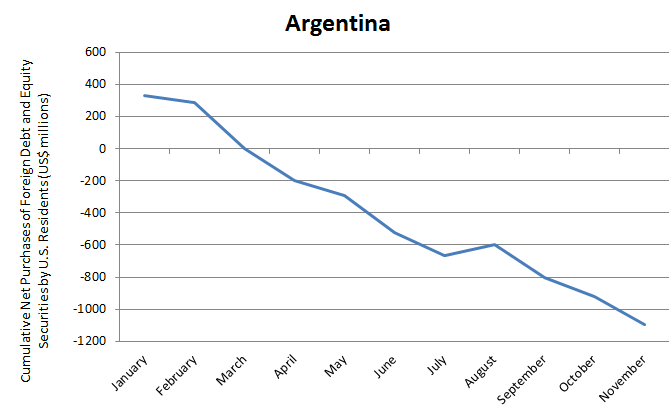 Argentina
Cumulative Net Purchases of Foreign Debt and Equity
Securities by U.S. Residents (US$ millions)
600
400
200
0
-200
-400
-600
-800
-1000
-1200
January
February
March
April
May
June
July
August
September
October
November